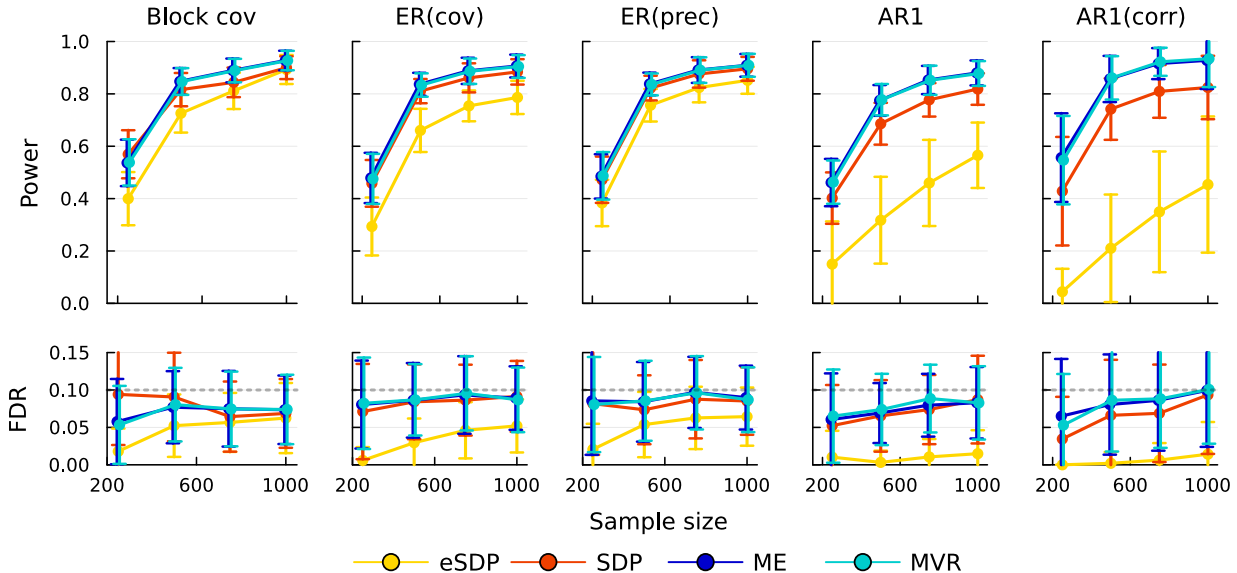 Block cov ER(cov) ER(prec) AR1 AR1(corr)
1.0
0.8
0.6
0.4
0.2
0.0
Power
0.15
0.10
0.05
0.00
FDR
200 600 1000 200 600 1000 200 600 1000 200 600 1000 200 600 1000
Sample size
eSDP SDP ME MVR